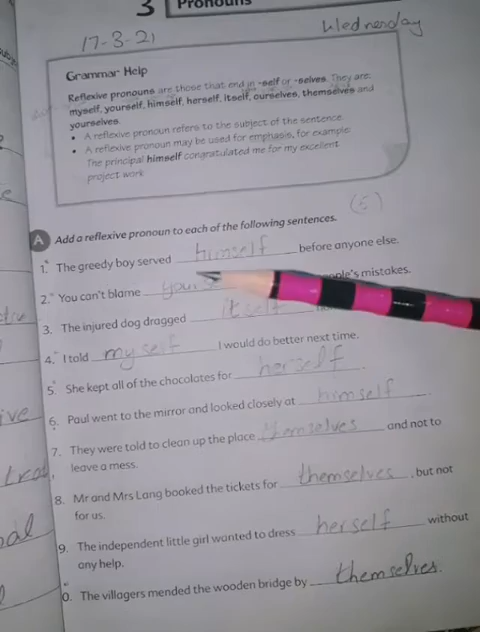 3 Pronouns
17-3-21 Wednesday
Grammar Help
Reflexive pronouns are those that end in -self or -selves. They are:
myself, yourself, himself, herself, itself, ourselves, themselves and
yourselves.
• A reflexive pronoun refers to the subject of the sentence.
• A reflexive pronoun may be used for emphasis, for example:
The principal himself congratulated me for my excellent
project work
(5)
A Add a reflexive pronoun to each of the following sentences.
1. The greedy boy served himself before anyone else.
2. You can't blame people's mistakes.
3. The injured dog dragged itself
4. I told my self I would do better next time.
5. She kept all of the chocolates for herself.
6. Paul went to the mirror and looked closely at himself.
7. They were told to clean up the place and not to
leave a mess.
8. Mr and Mrs Lang booked the tickets for themselves, but not
for us.
9. The independent little girl wanted to dress herself without
any help.
0. The villagers mended the wooden bridge by themselves.